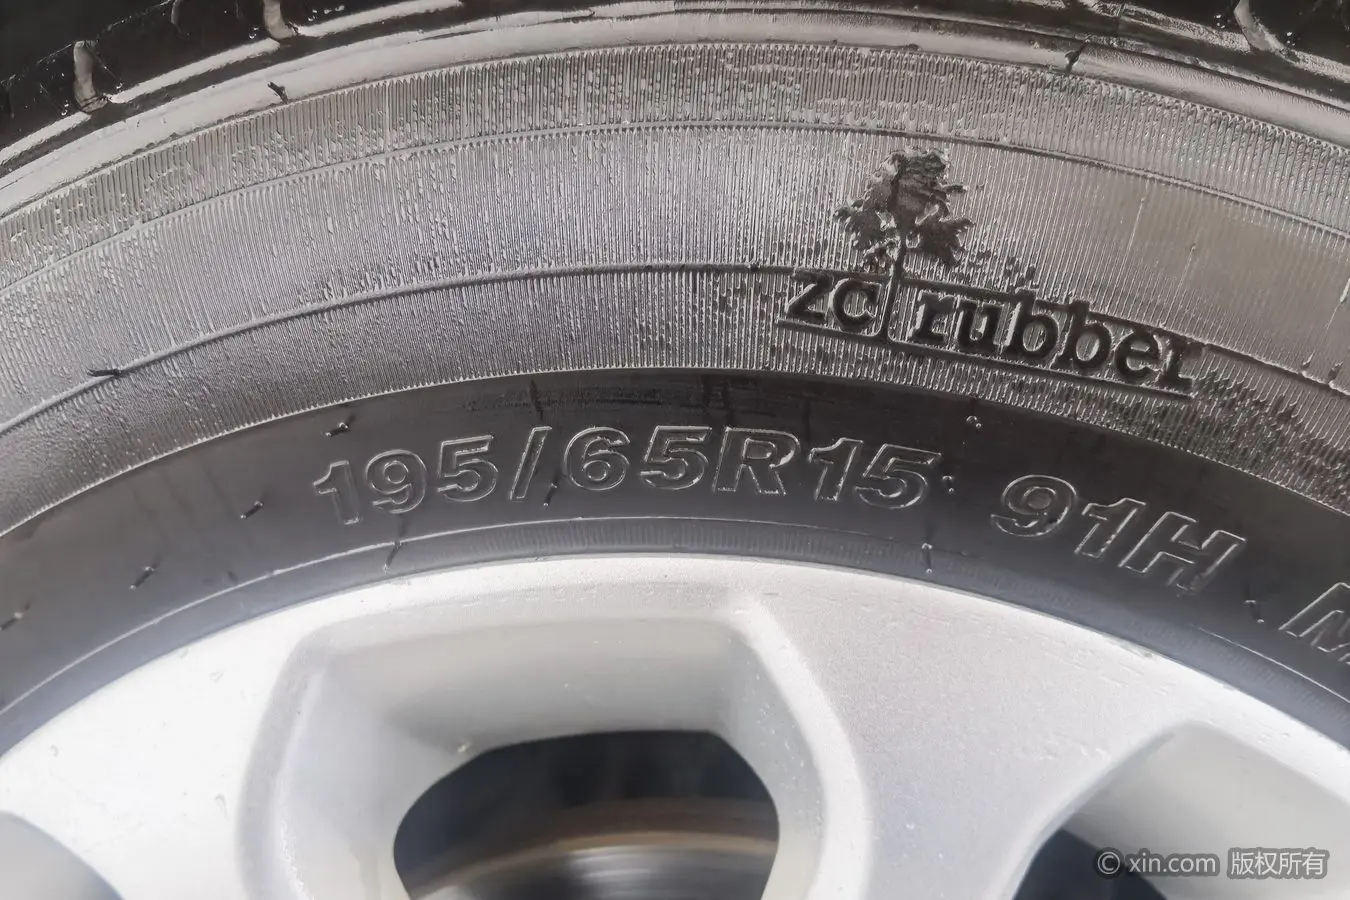 zc rubber
195/65R15 91H M
© xin.com 版权所有